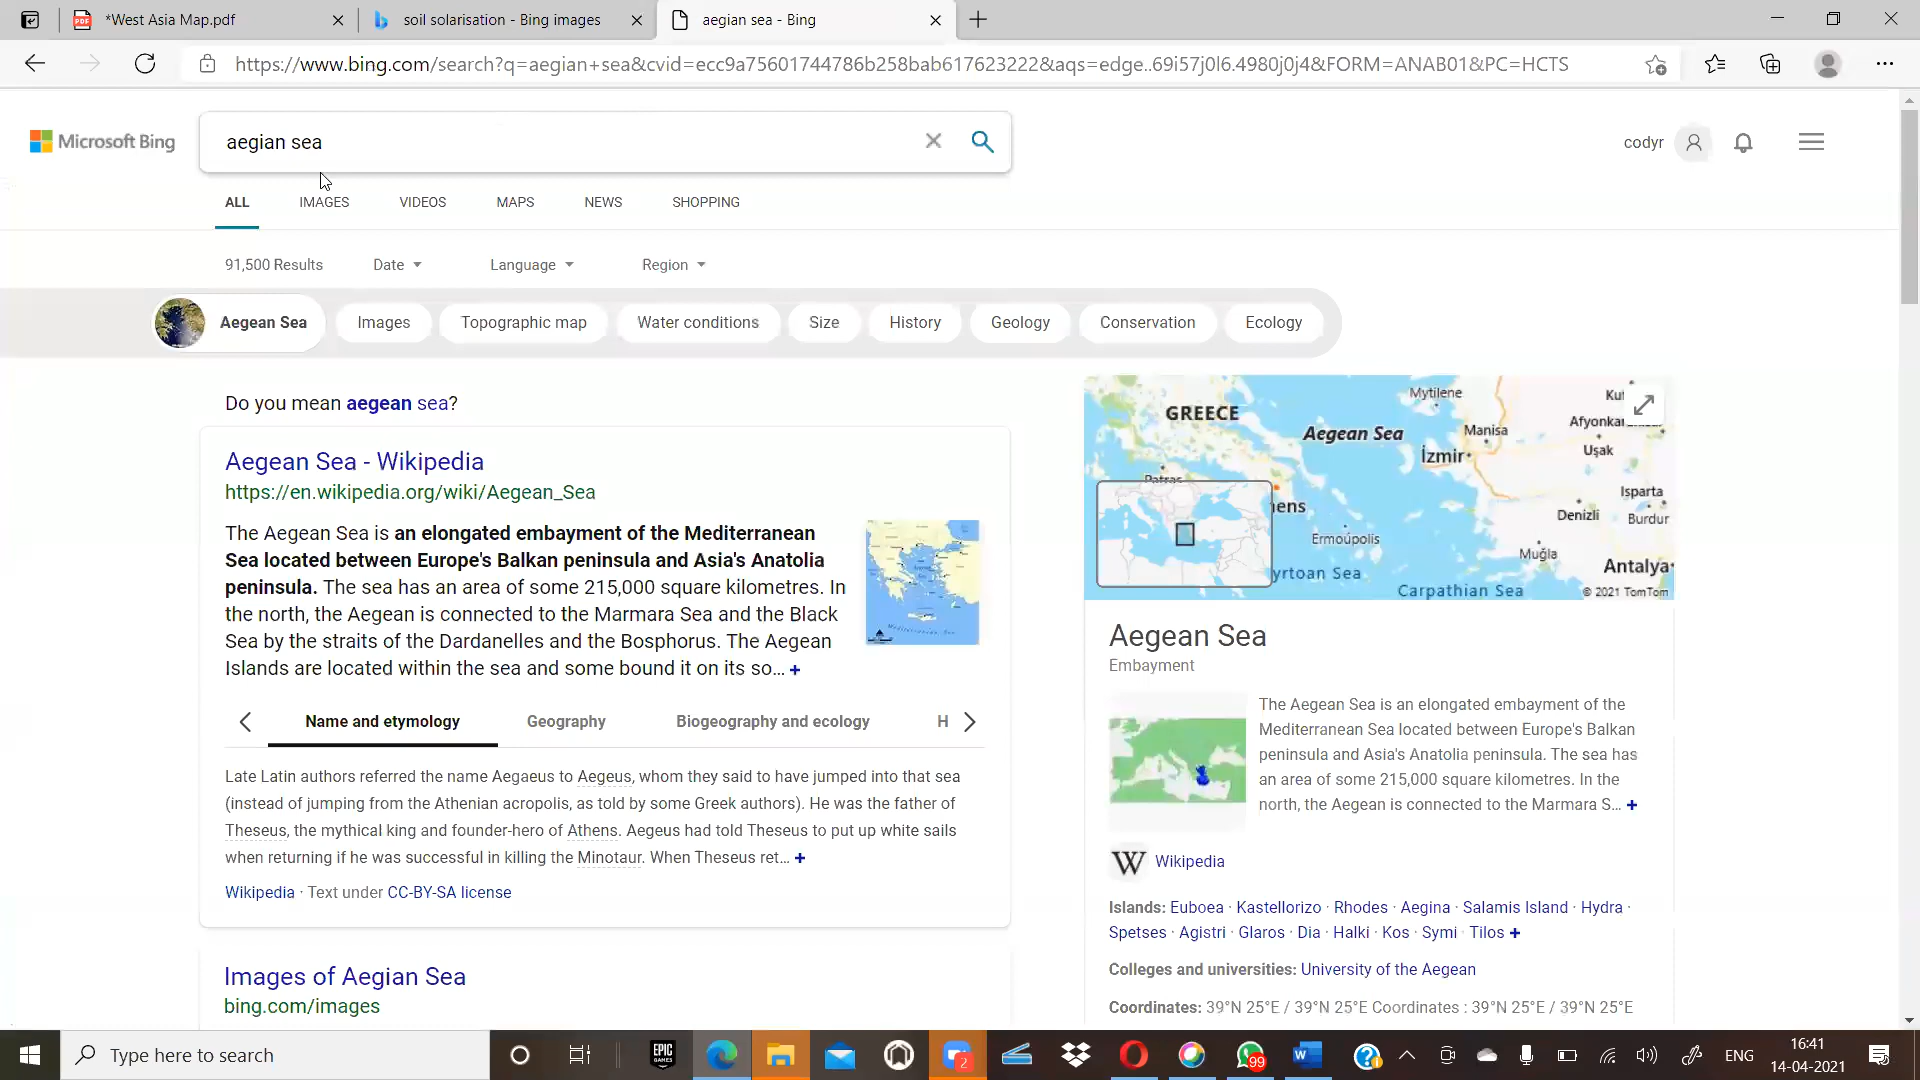 *West Asia Map.pdf
soil solarisation - Bing images
aegian sea - Bing
https://www.bing.com/search?q=aegian+sea&cvid=ecc9a75601744786b258bab617623222&aqs=edge..69i57j0l6.4980j0j4&FORM=ANAB01&PC=HCTS
Microsoft Bing
aegian sea
codyr
ALL IMAGES VIDEOS MAPS NEWS SHOPPING
91,500 Results Date Language Region
Aegean Sea Images Topographic map Water conditions Size History Geology Conservation Ecology
Do you mean aegean sea?
Aegean Sea - Wikipedia
https://en.wikipedia.org/wiki/Aegean_Sea
The Aegean Sea is an elongated embayment of the Mediterranean
Sea located between Europe's Balkan peninsula and Asia's Anatolia
peninsula. The sea has an area of some 215,000 square kilometres. In
the north, the Aegean is connected to the Marmara Sea and the Black
Sea by the straits of the Dardanelles and the Bosphorus. The Aegean
Islands are located within the sea and some bound it on its so... +
Name and etymology Geography Biogeography and ecology H
Late Latin authors referred the name Aegaeus to Aegeus, whom they said to have jumped into that sea
(instead of jumping from the Athenian acropolis, as told by some Greek authors). He was the father of
Theseus, the mythical king and founder-hero of Athens. Aegeus had told Theseus to put up white sails
when returning if he was successful in killing the Minotaur. When Theseus ret... +
Wikipedia · Text under CC-BY-SA license
Images of Aegian Sea
bing.com/images
Mytilene
GREECE
Afyonkar
Aegean Sea
Manisa
İzmir
Uşak
Patras
Isparta
hens
Denizli
Burdur
Ermoúpolis
Muğla
Antalya
yrtoan Sea
Carpathian Sea
© 2021 TomTom
Aegean Sea
Embayment
The Aegean Sea is an elongated embayment of the
Mediterranean Sea located between Europe's Balkan
peninsula and Asia's Anatolia peninsula. The sea has
an area of some 215,000 square kilometres. In the
north, the Aegean is connected to the Marmara S... +
Wikipedia
Islands: Euboea · Kastellorizo · Rhodes · Aegina · Salamis Island · Hydra ·
Spetses · Agistri · Glaros · Dia · Halki · Kos · Symi · Tilos +
Colleges and universities: University of the Aegean
Coordinates: 39°N 25°E / 39°N 25°E Coordinates : 39°N 25°E / 39°N 25°E
Type here to search
EPIC GAMES
2
99
ENG
16:41
14-04-2021